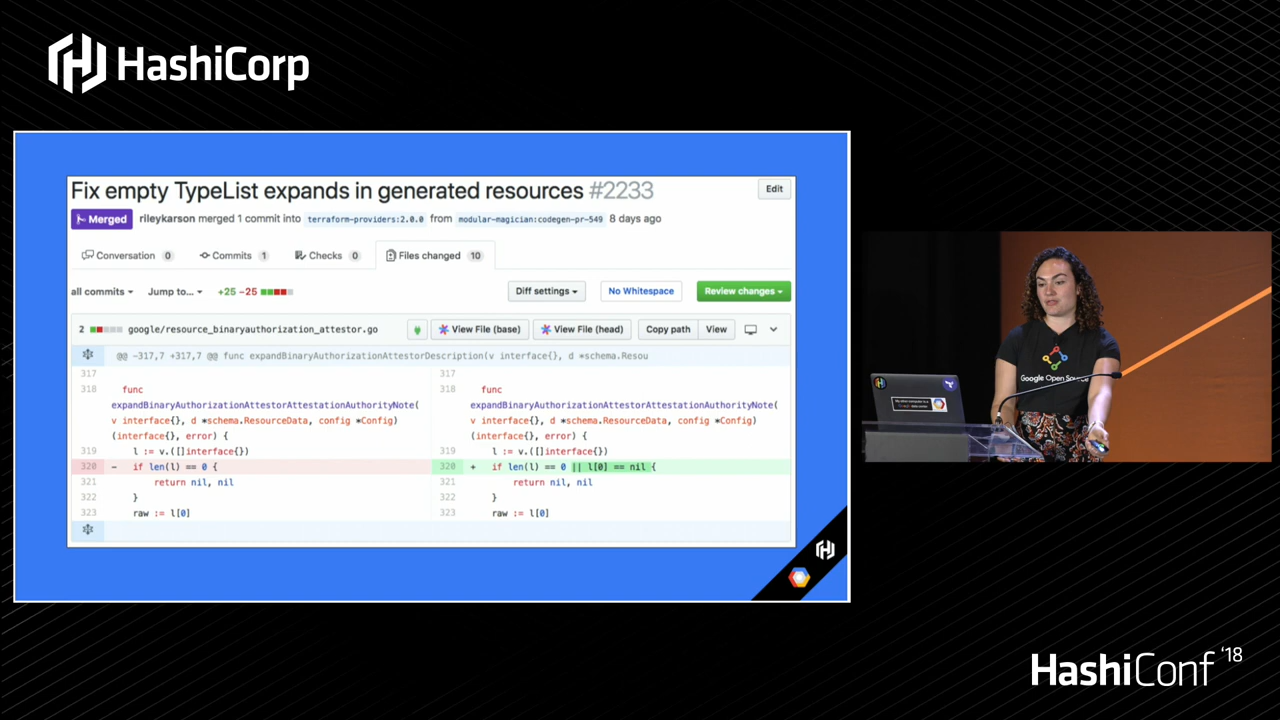 HashiCorp
Fix empty TypeList expands in generated resources #2233
Edit
Merged rileykarson merged 1 commit into terraform-providers:2.0.0 from modular-magician:codegen-pr-549 8 days ago
Conversation 0 Commits 1 Checks 0 Files changed 10
all commits Jump to... +25 −25 Diff settings No Whitespace Review changes
2 google/resource_binaryauthorization_attestor.go View File (base) View File (head) Copy path View
@@ -317,7 +317,7 @@ func expandBinaryAuthorizationAttestorDescription(v interface{}, d *schema.Resou
317
318 func
expandBinaryAuthorizationAttestorAttestationAuthorityNote(
v interface{}, d *schema.ResourceData, config *Config)
(interface{}, error) {
319 l := v.([]interface{})
320 - if len(l) == 0 {
321 return nil, nil
322 }
323 raw := l[0]
317
318 func
expandBinaryAuthorizationAttestorAttestationAuthorityNote(
v interface{}, d *schema.ResourceData, config *Config)
(interface{}, error) {
319 l := v.([]interface{})
320 + if len(l) == 0 || l[0] == nil {
321 return nil, nil
322 }
323 raw := l[0]
Google Open Source
HashiConf '18